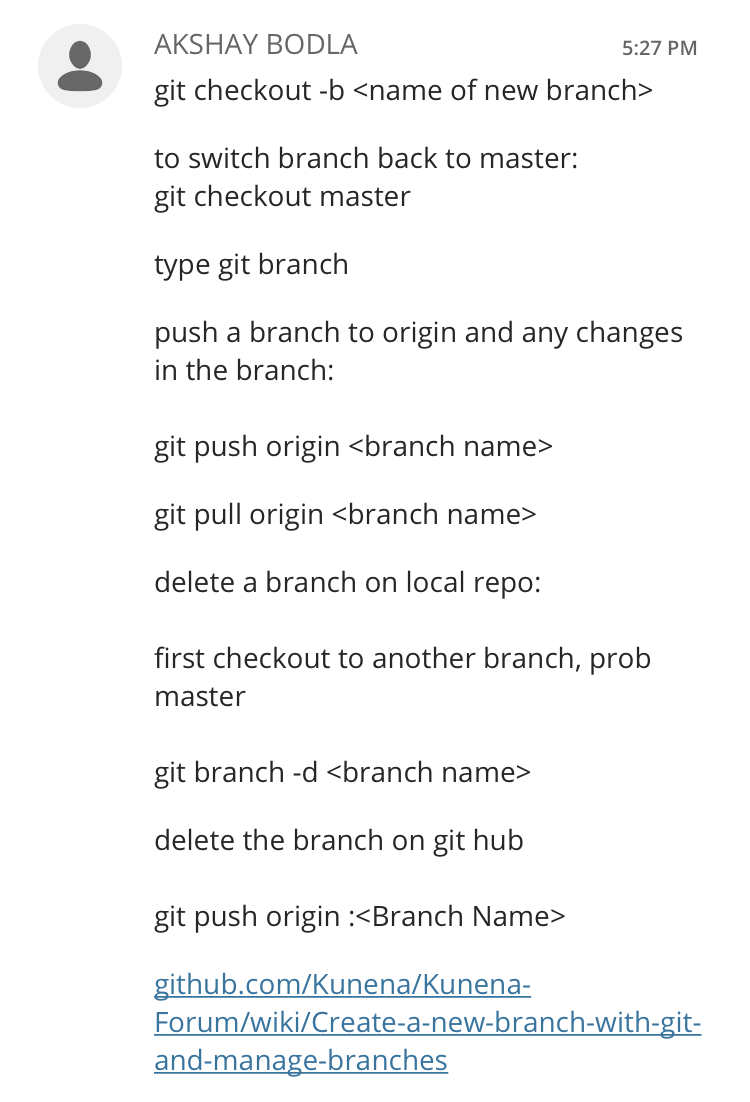 AKSHAY BODLA
5:27 PM
git checkout -b <name of new branch>
to switch branch back to master:
git checkout master
type git branch
push a branch to origin and any changes
in the branch:
git push origin <branch name>
git pull origin <branch name>
delete a branch on local repo:
first checkout to another branch, prob
master
git branch -d <branch name>
delete the branch on git hub
git push origin :<Branch Name>
github.com/Kunena/Kunena-
Forum/wiki/Create-a-new-branch-with-git-
and-manage-branches